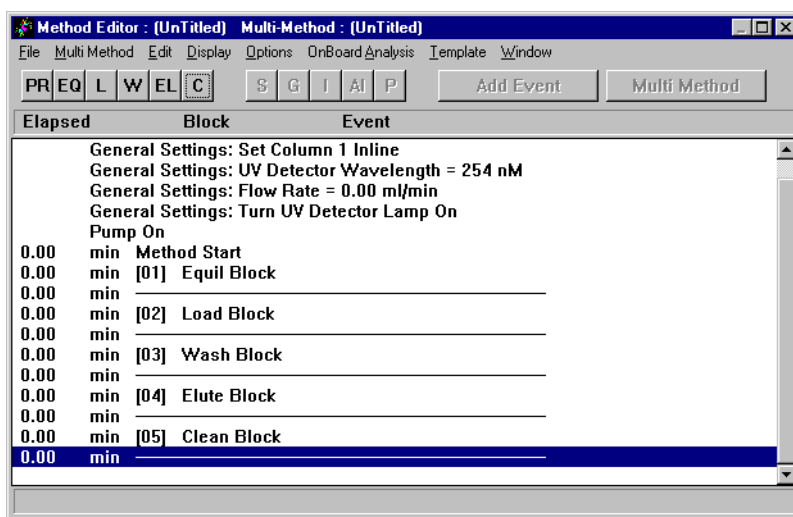 Method Editor : (UnTitled) Multi-Method : (UnTitled)
File Multi Method Edit Display Options OnBoard Analysis Template Window
PR EQ L W EL C S G I AI P Add Event Multi Method
Elapsed Block Event
General Settings: Set Column 1 Inline
General Settings: UV Detector Wavelength = 254 nM
General Settings: Flow Rate = 0.00 ml/min
General Settings: Turn UV Detector Lamp On
Pump On
0.00 min Method Start
0.00 min [01] Equil Block
0.00 min
0.00 min [02] Load Block
0.00 min
0.00 min [03] Wash Block
0.00 min
0.00 min [04] Elute Block
0.00 min
0.00 min [05] Clean Block
0.00 min